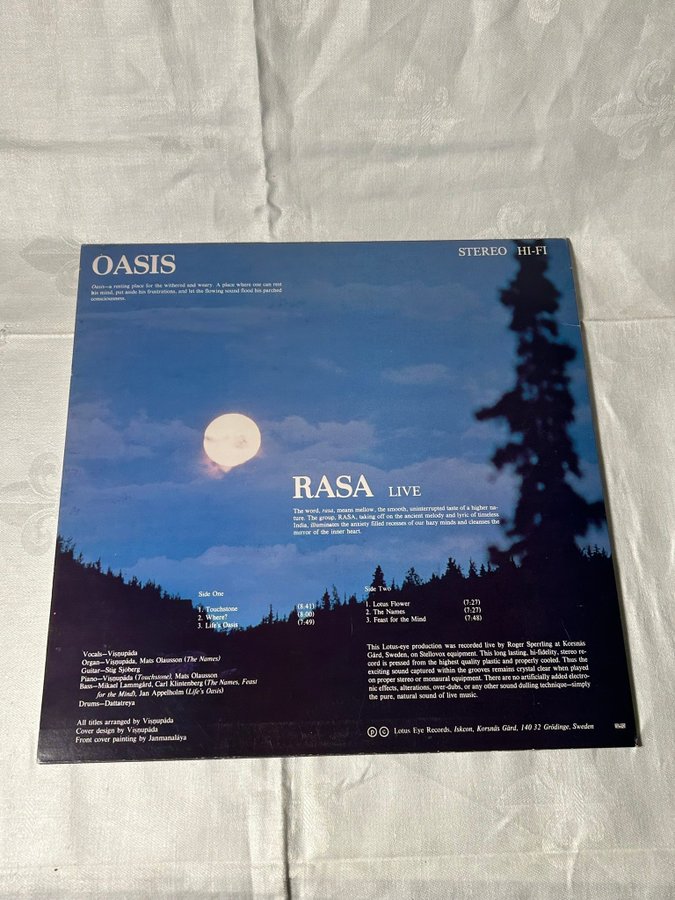 OASIS
STEREO HI-FI
Oasis—a resting place for the withered and weary. A place where one can rest
his mind, put aside his frustrations, and let the flowing sound flood his parched
consciousness.
RASA LIVE
The word, rasa, means mellow, the smooth, uninterrupted taste of a higher na-
ture. The group, RASA, taking off on the ancient melody and lyric of timeless
India, illuminates the anxiety filled recesses of our hazy minds and cleanses the
mirror of the inner heart.
Side One
1. Touchstone (8:41)
2. Where? (8:00)
3. Life's Oasis (7:49)
Side Two
1. Lotus Flower (7:27)
2. The Names (7:27)
3. Feast for the Mind (7:48)
Vocals—Viṣṇupāda
Organ—Viṣṇupāda, Mats Olausson (The Names)
Guitar—Stig Sjöberg
Piano—Viṣṇupāda (Touchstone), Mats Olausson
Bass—Mikael Lammgård, Carl Klintenberg (The Names, Feast
for the Mind), Jan Appelholm (Life's Oasis)
Drums—Dattatreya
All titles arranged by Viṣṇupāda
Cover design by Viṣṇupāda
Front cover painting by Janmanaláya
This Lotus-eye production was recorded live by Roger Sperrling at Korsnäs
Gård, Sweden, on Stellovox equipment. This long lasting, hi-fidelity, stereo re-
cord is pressed from the highest quality plastic and properly cooled. Thus the
exciting sound captured within the grooves remains crystal clear when played
on proper stereo or monaural equipment. There are no artificially added electro-
nic effects, alterations, over-dubs, or any other sound dulling technique—simply
the pure, natural sound of live music.
Ⓟ Ⓒ Lotus Eye Records, Iskcon, Korsnäs Gård, 140 32 Grödinge, Sweden